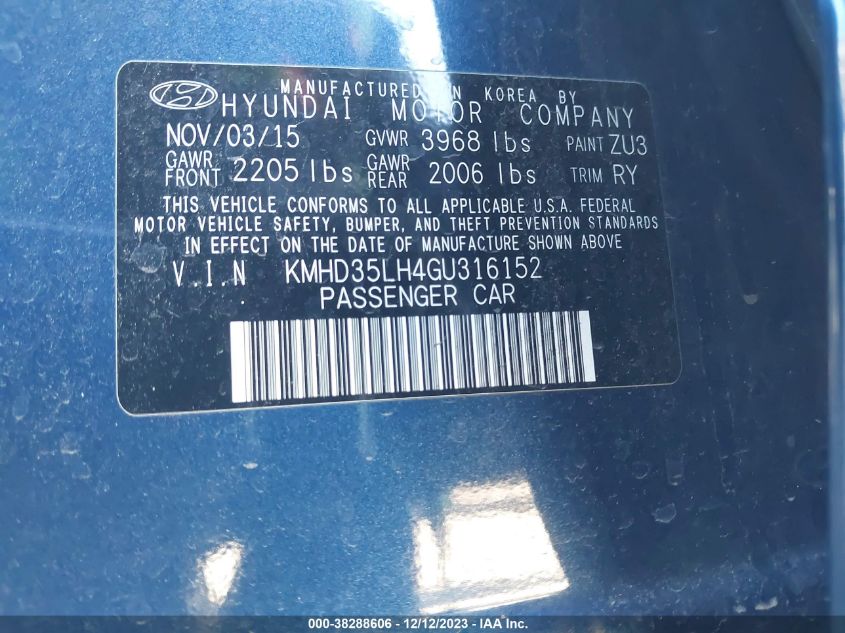 MANUFACTURED IN KOREA BY
HYUNDAI MOTOR COMPANY
NOV/03/15 GVWR 3968 lbs PAINT ZU3
GAWR FRONT 2205 lbs GAWR REAR 2006 lbs TRIM RY
THIS VEHICLE CONFORMS TO ALL APPLICABLE U.S.A. FEDERAL
MOTOR VEHICLE SAFETY, BUMPER, AND THEFT PREVENTION STANDARDS
IN EFFECT ON THE DATE OF MANUFACTURE SHOWN ABOVE
V.I.N KMHD35LH4GU316152
PASSENGER CAR
000-38288606 - 12/12/2023 - IAA Inc.